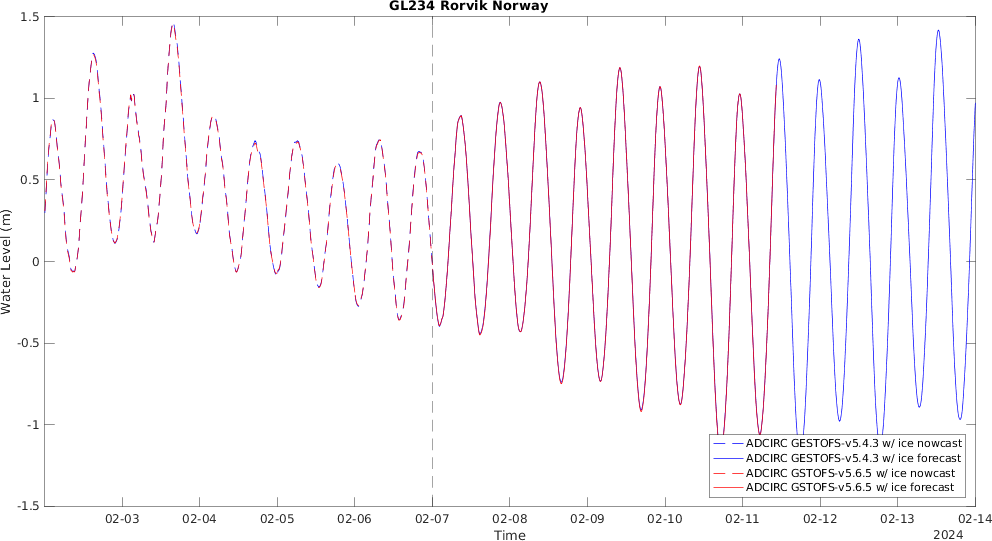 GL234 Rorvik Norway
Water Level (m)
1.5
1
0.5
0
-0.5
-1
-1.5
02-03 02-04 02-05 02-06 02-07 02-08 02-09 02-10 02-11 02-12 02-13 02-14
Time
2024
ADCIRC GESTOFS-v5.4.3 w/ ice nowcast
ADCIRC GESTOFS-v5.4.3 w/ ice forecast
ADCIRC GSTOFS-v5.6.5 w/ ice nowcast
ADCIRC GSTOFS-v5.6.5 w/ ice forecast